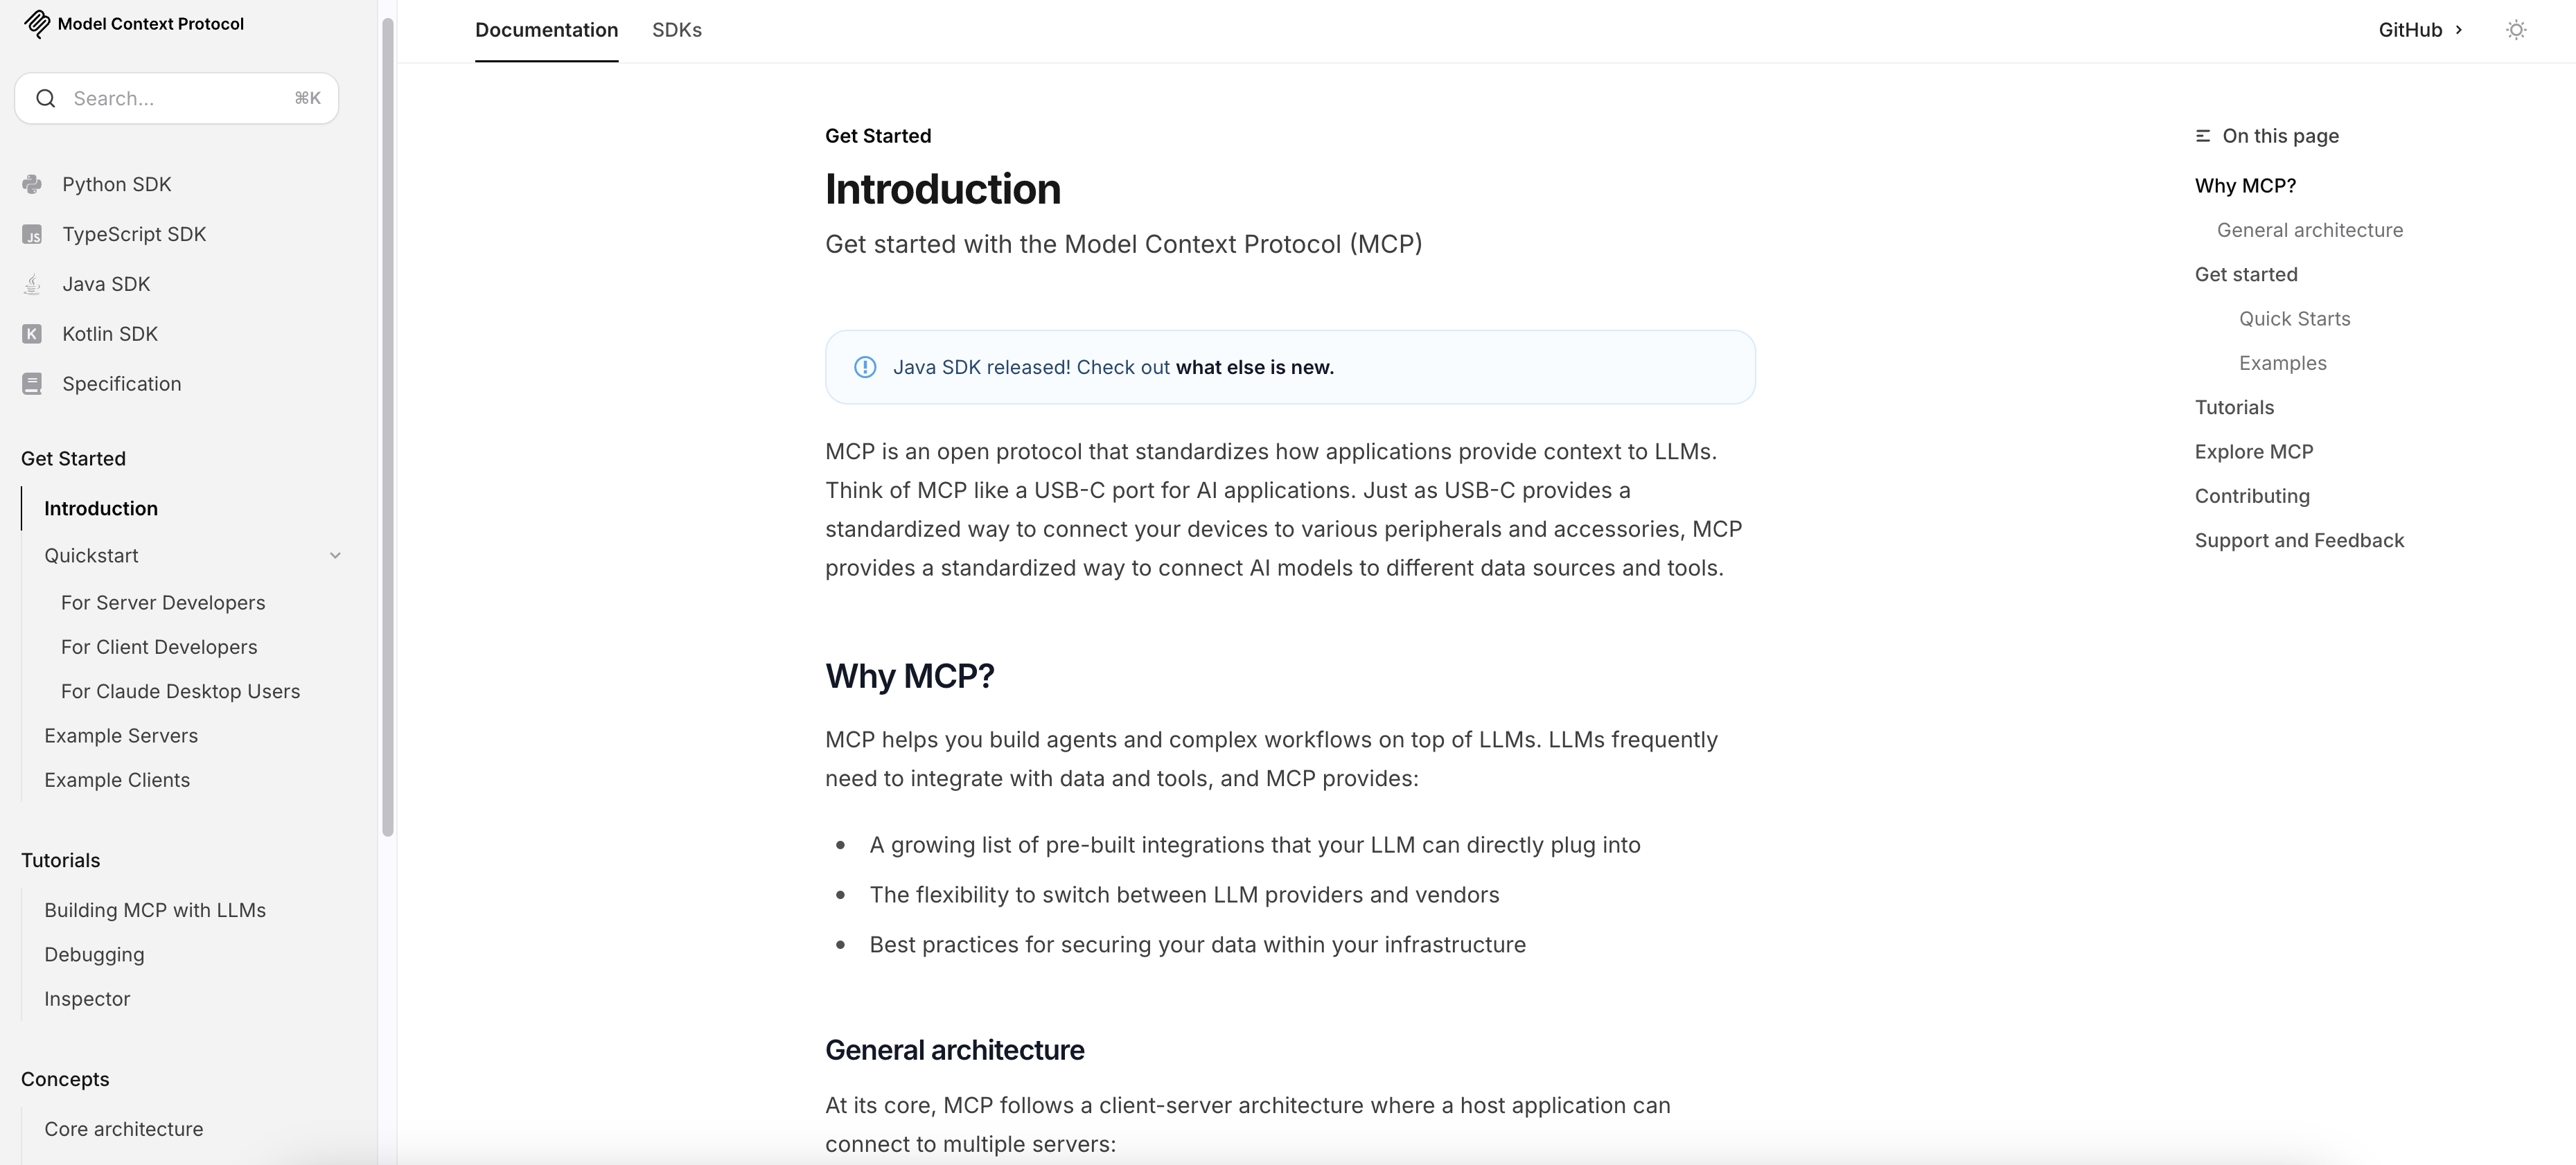 Model Context Protocol
Search...
⌘K
Python SDK
TypeScript SDK
Java SDK
Kotlin SDK
Specification
Get Started
Introduction
Quickstart
For Server Developers
For Client Developers
For Claude Desktop Users
Example Servers
Example Clients
Tutorials
Building MCP with LLMs
Debugging
Inspector
Concepts
Core architecture
Documentation
SDKs
GitHub
Get Started
Introduction
Get started with the Model Context Protocol (MCP)
Java SDK released! Check out what else is new.
MCP is an open protocol that standardizes how applications provide context to LLMs.
Think of MCP like a USB-C port for AI applications. Just as USB-C provides a
standardized way to connect your devices to various peripherals and accessories, MCP
provides a standardized way to connect AI models to different data sources and tools.
Why MCP?
MCP helps you build agents and complex workflows on top of LLMs. LLMs frequently
need to integrate with data and tools, and MCP provides:
• A growing list of pre-built integrations that your LLM can directly plug into
• The flexibility to switch between LLM providers and vendors
• Best practices for securing your data within your infrastructure
General architecture
At its core, MCP follows a client-server architecture where a host application can
connect to multiple servers:
On this page
Why MCP?
General architecture
Get started
Quick Starts
Examples
Tutorials
Explore MCP
Contributing
Support and Feedback